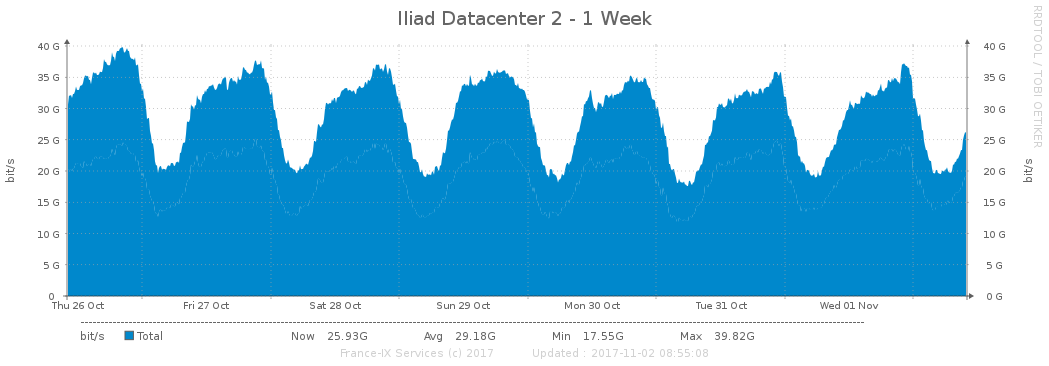 Iliad Datacenter 2 - 1 Week
RRDTOOL / TOBI OETIKER
bit/s
40 G 40 G
35 G 35 G
30 G 30 G
25 G 25 G
20 G 20 G
15 G 15 G
10 G 10 G
5 G 5 G
0 0 G
bit/s
Thu 26 Oct Fri 27 Oct Sat 28 Oct Sun 29 Oct Mon 30 Oct Tue 31 Oct Wed 01 Nov
bit/s Total Now 25.93G Avg 29.18G Min 17.55G Max 39.82G
France-IX Services (c) 2017 Updated : 2017-11-02 08:55:08